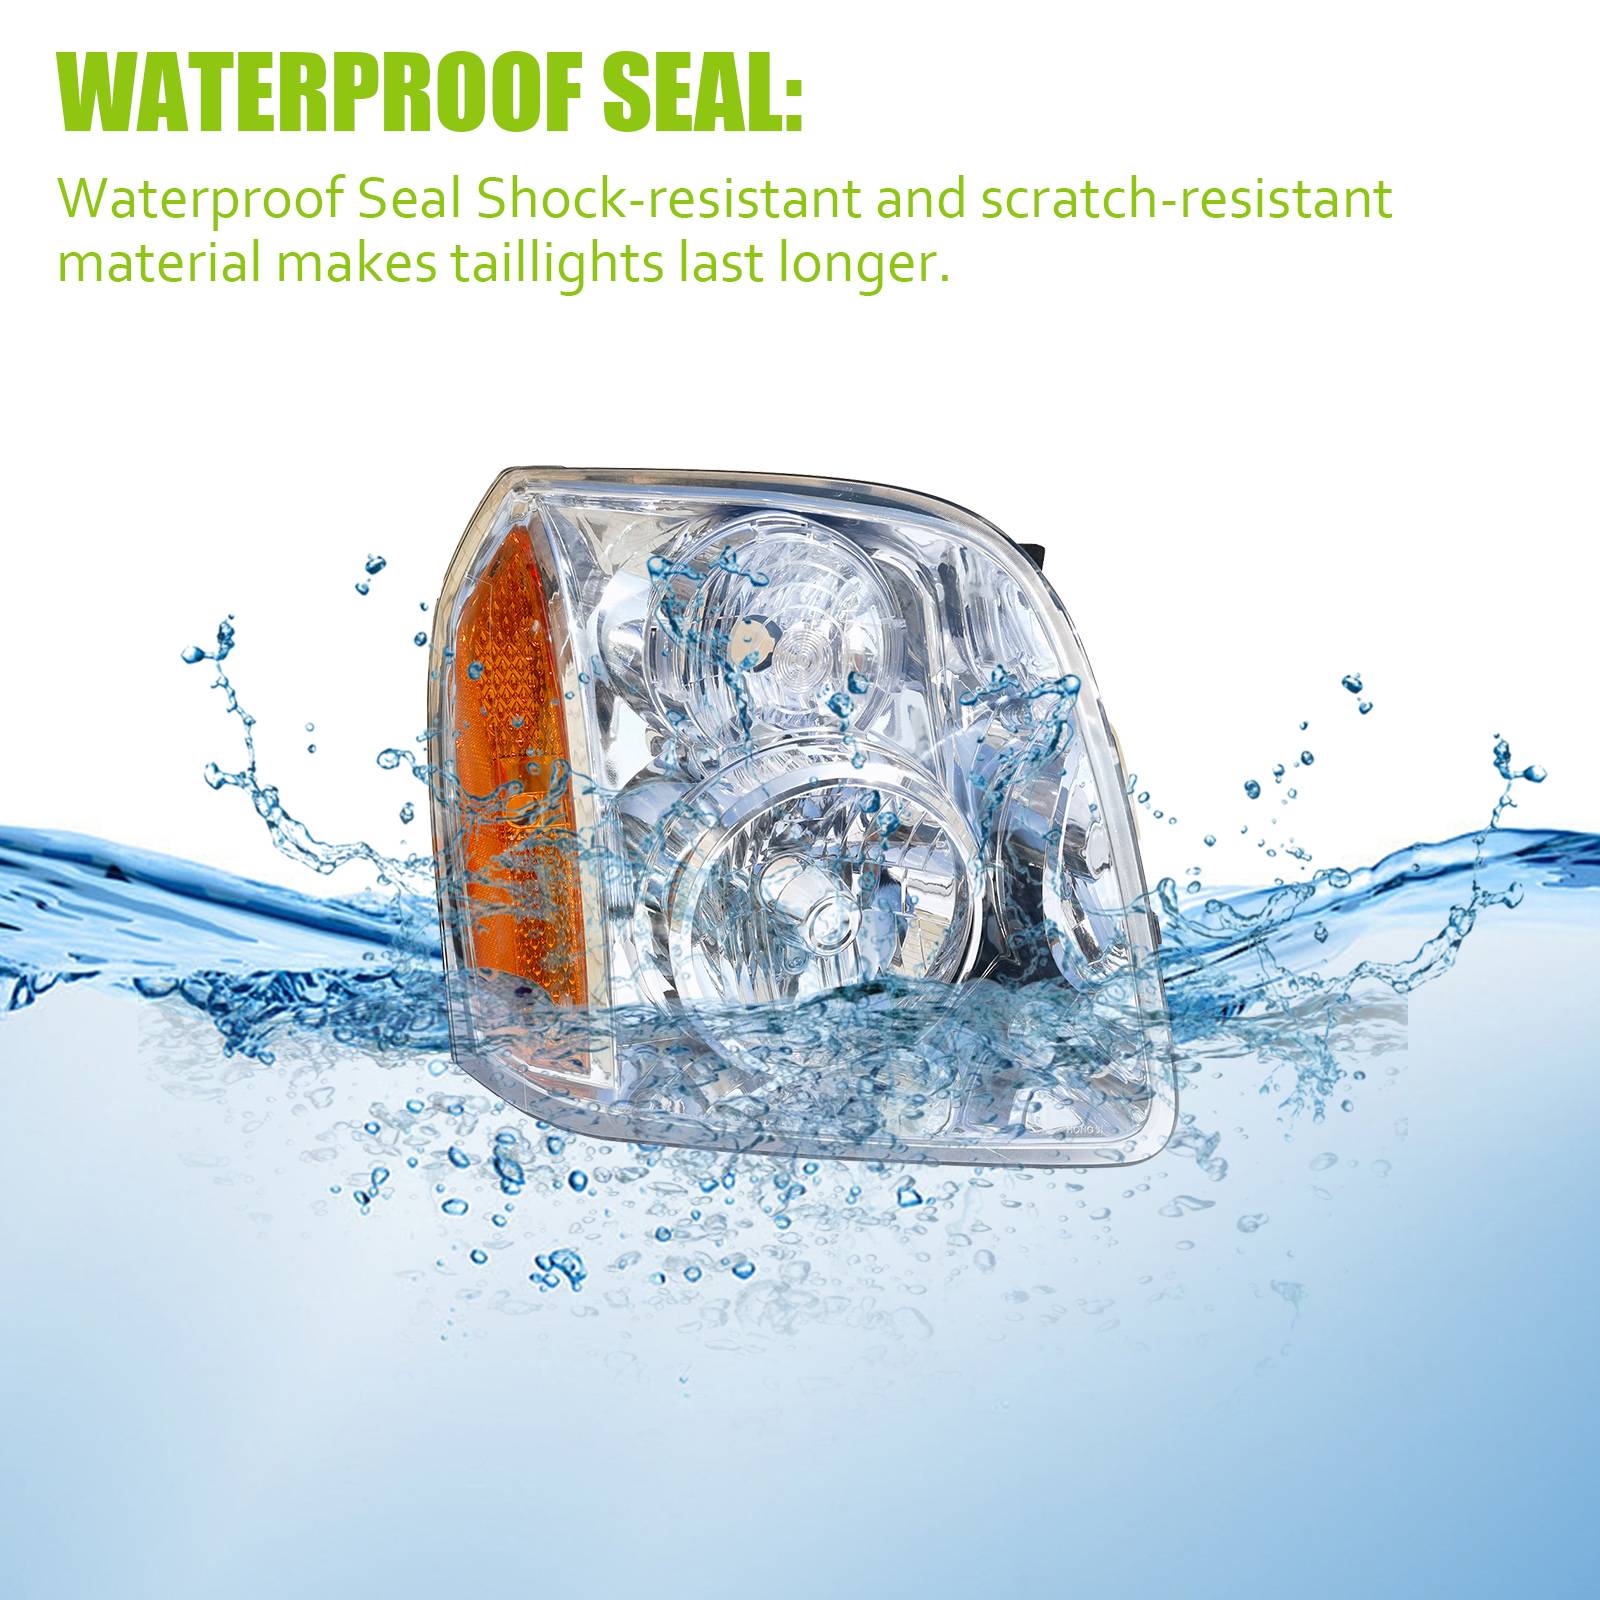 WATERPROOF SEAL:
Waterproof Seal Shock-resistant and scratch-resistant
material makes taillights last longer.